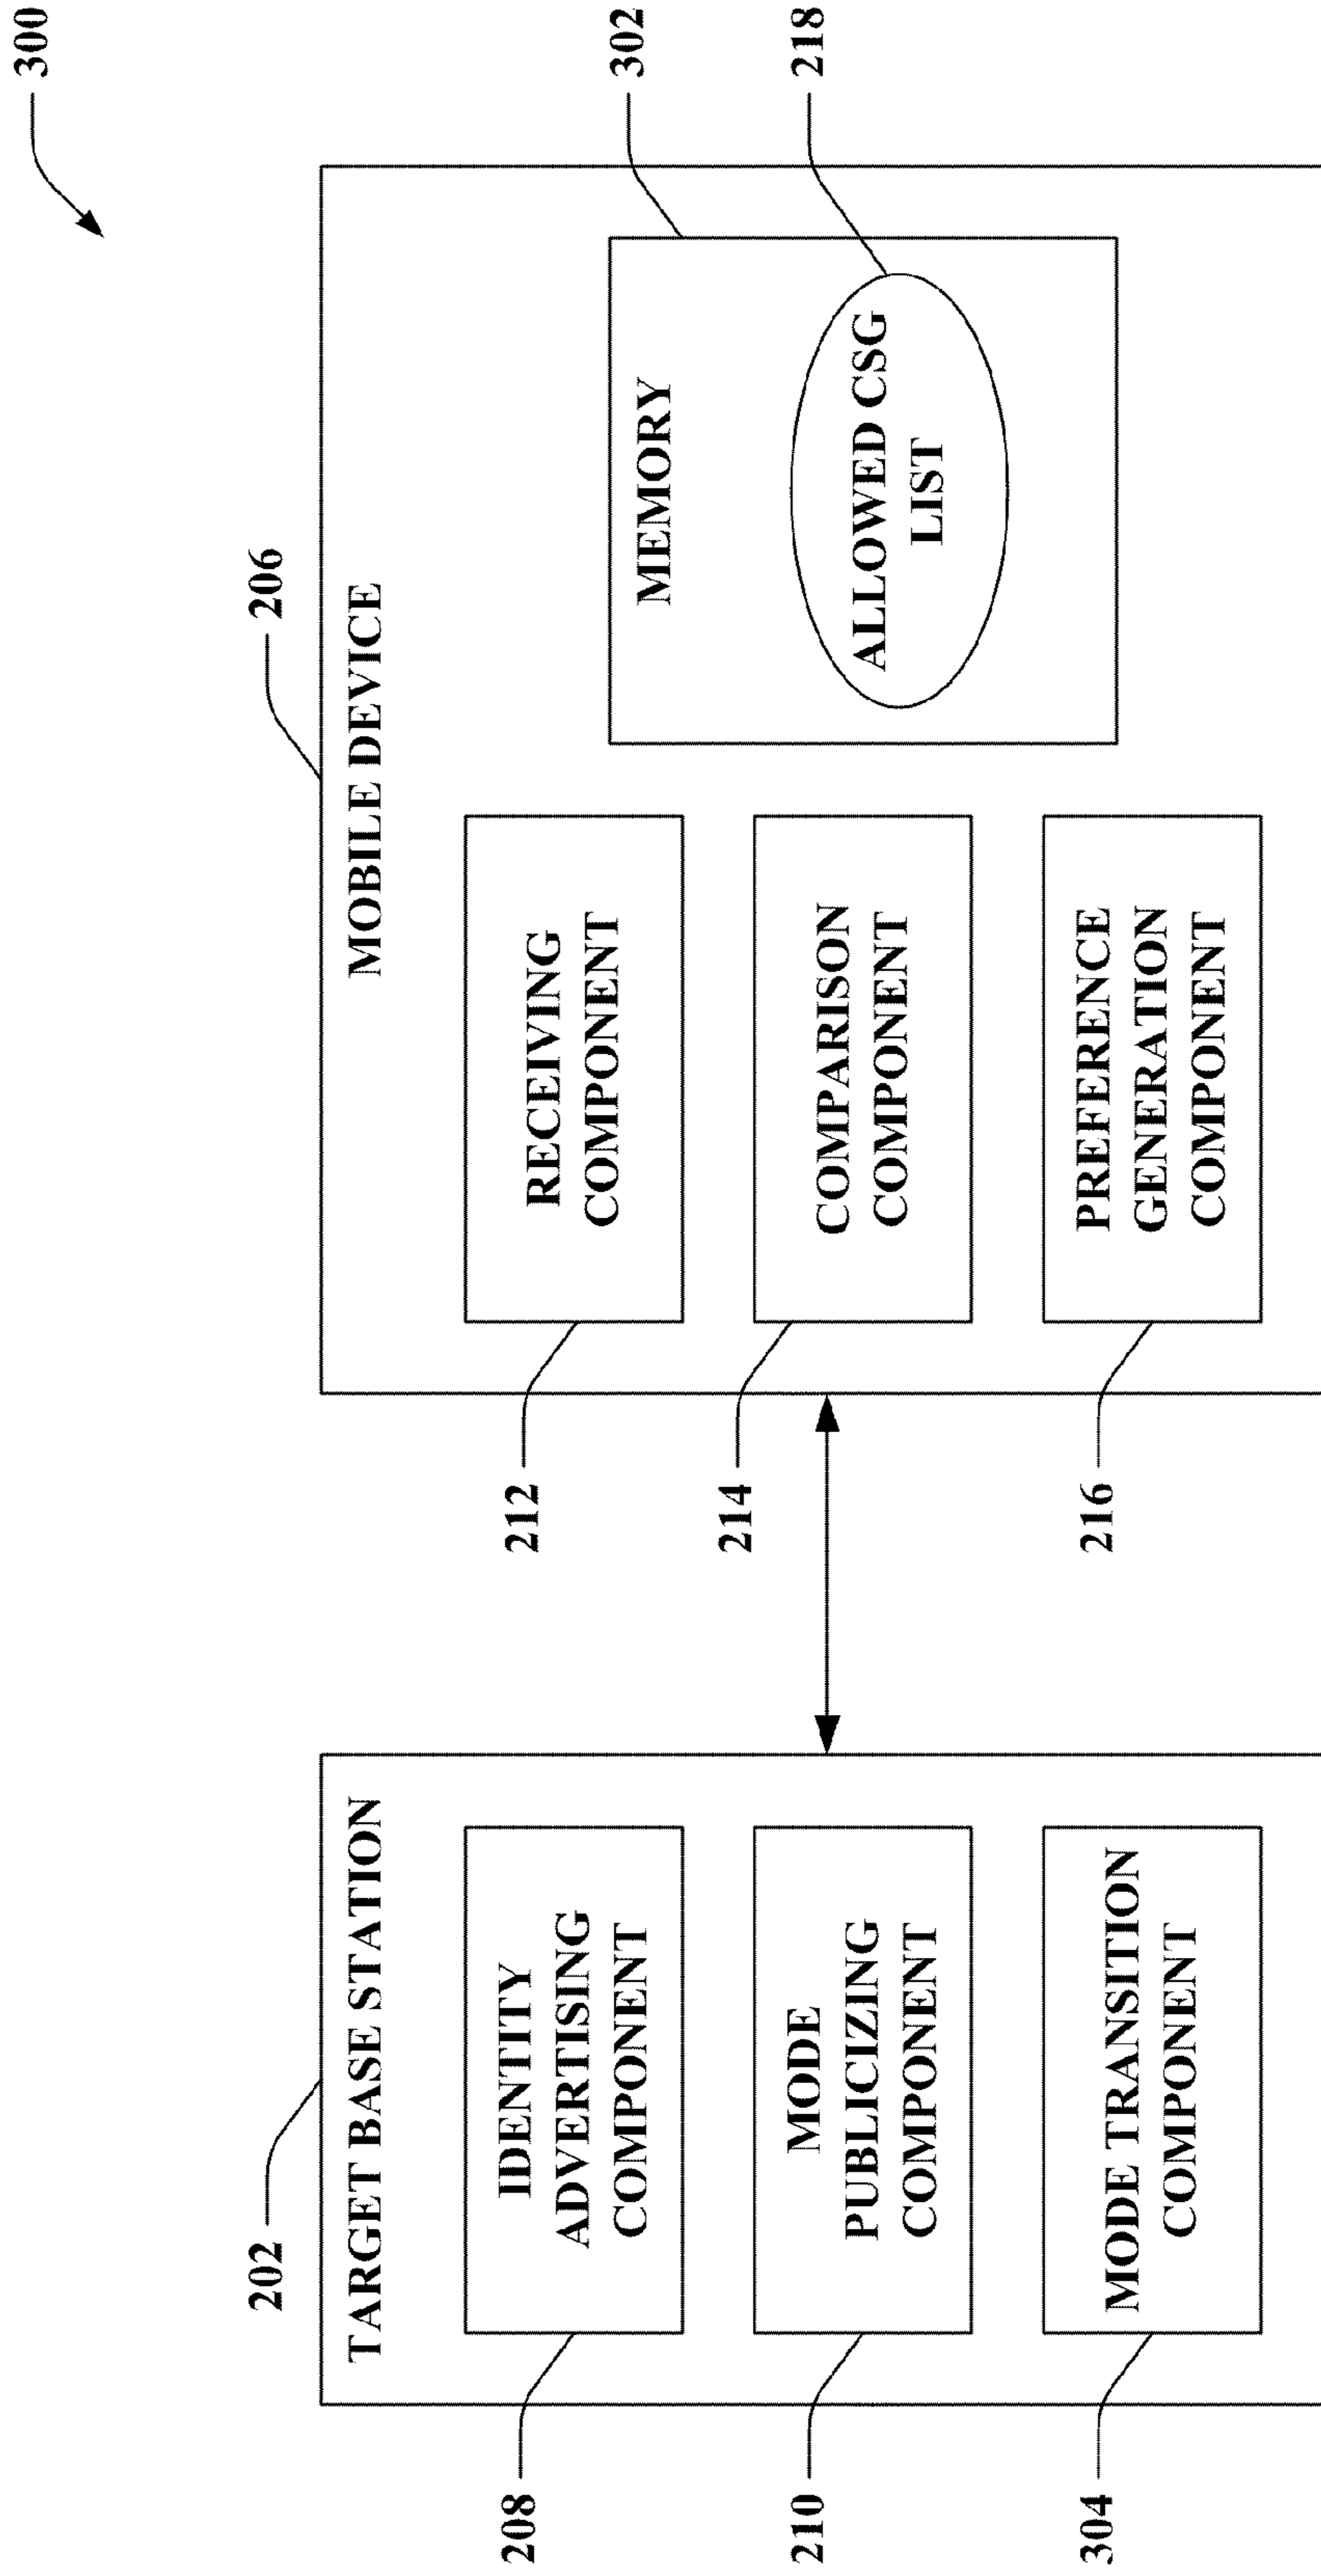 300
202
TARGET BASE STATION
208
IDENTITY
ADVERTISING
COMPONENT
210
MODE
PUBLICIZING
COMPONENT
304
MODE TRANSITION
COMPONENT
206
MOBILE DEVICE
212
RECEIVING
COMPONENT
214
COMPARISON
COMPONENT
216
PREFERENCE
GENERATION
COMPONENT
302
MEMORY
218
ALLOWED CSG
LIST